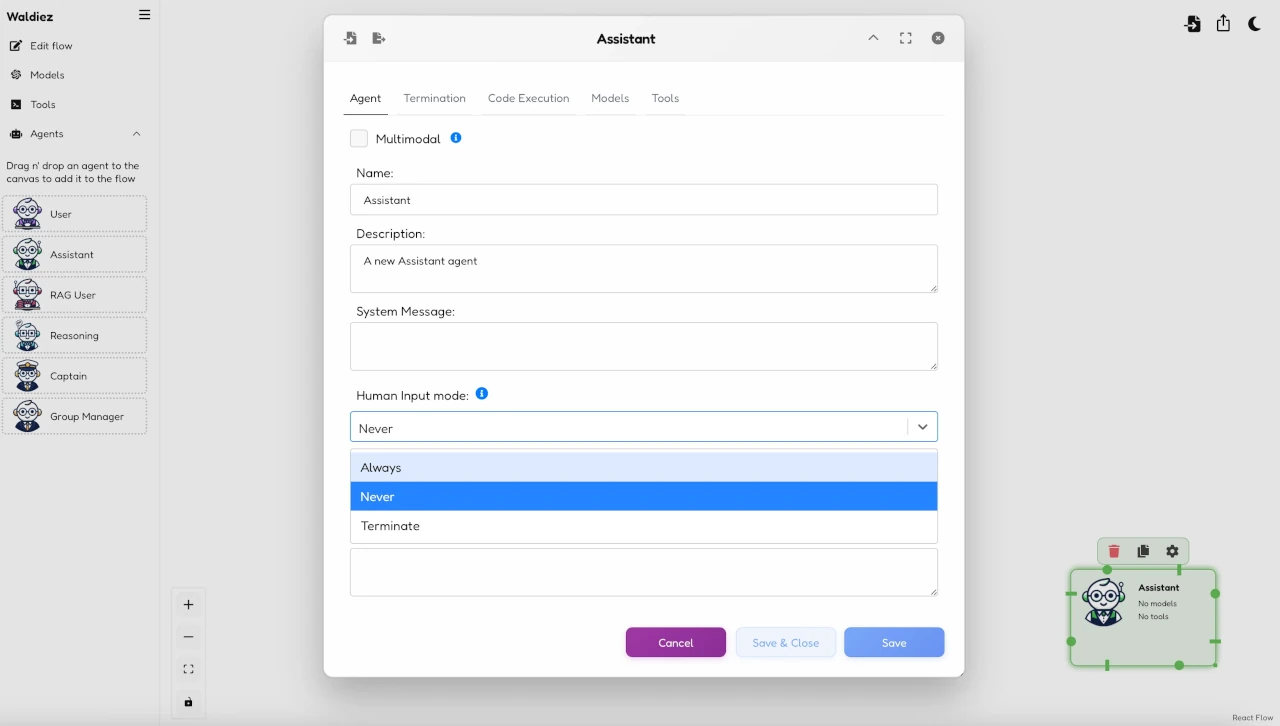 Waldiez
Edit flow
Models
Tools
Agents
Drag n' drop an agent to the
canvas to add it to the flow
User
Assistant
RAG User
Reasoning
Captain
Group Manager
Assistant
Agent
Termination
Code Execution
Models
Tools
Multimodal
Name:
Assistant
Description:
A new Assistant agent
System Message:
Human Input mode:
Never
Always
Never
Terminate
Cancel
Save & Close
Save
Assistant
No models
No tools
React Flow